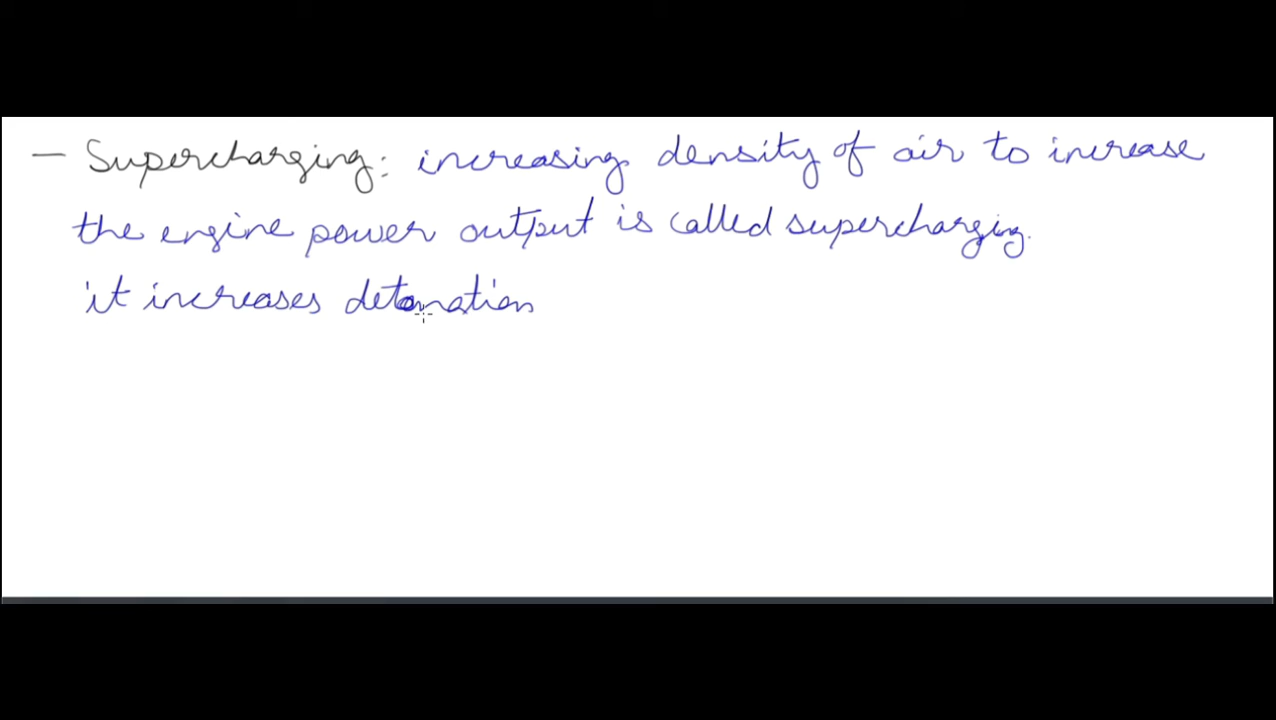 - Supercharging: increasing density of air to increase
the engine power output is called supercharging.
it increases detonation